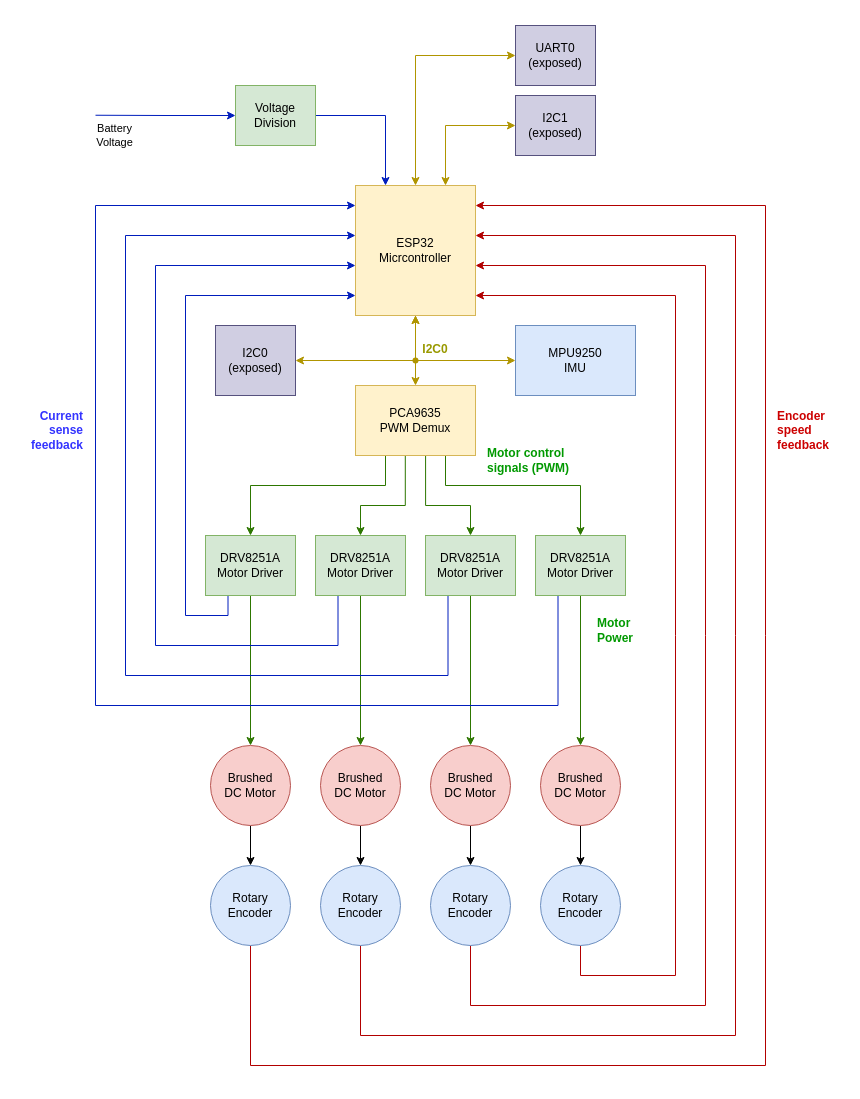 UART0
(exposed)
Voltage
Division
I2C1
(exposed)
Battery
Voltage
ESP32
Micrcontroller
I2C0
I2C0
(exposed)
MPU9250
IMU
Current
sense
feedback
PCA9635
PWM Demux
Encoder
speed
feedback
Motor control
signals (PWM)
DRV8251A
Motor Driver
DRV8251A
Motor Driver
DRV8251A
Motor Driver
DRV8251A
Motor Driver
Motor
Power
Brushed
DC Motor
Brushed
DC Motor
Brushed
DC Motor
Brushed
DC Motor
Rotary
Encoder
Rotary
Encoder
Rotary
Encoder
Rotary
Encoder